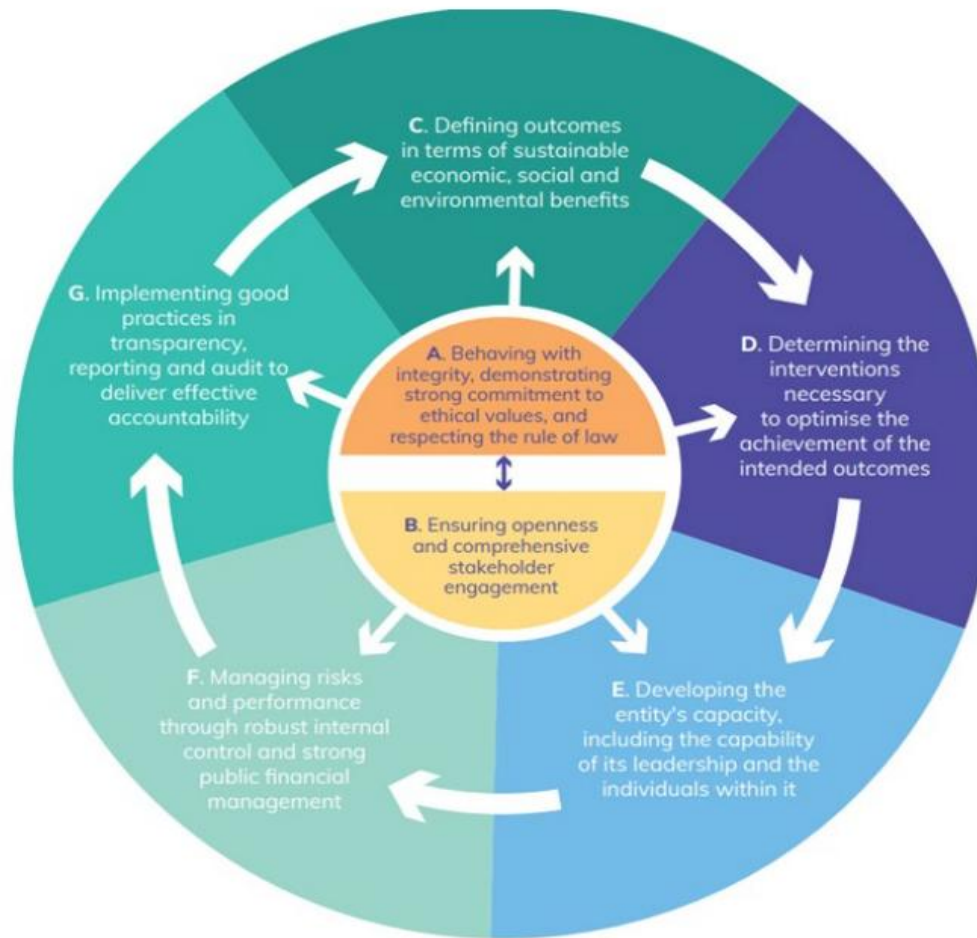 C. Defining outcomes
in terms of sustainable
economic, social and
environmental benefits
G. Implementing good
practices in
transparency,
reporting and audit to
deliver effective
accountability
A. Behaving with
integrity, demonstrating
strong commitment to
ethical values, and
respecting the rule of law
D. Determining the
interventions
necessary
to optimise the
achievement of the
intended outcomes
B. Ensuring openness
and comprehensive
stakeholder
engagement
F. Managing risks
and performance
through robust internal
control and strong
public financial
management
E. Developing the
entity's capacity,
including the capability
of its leadership and the
individuals within it